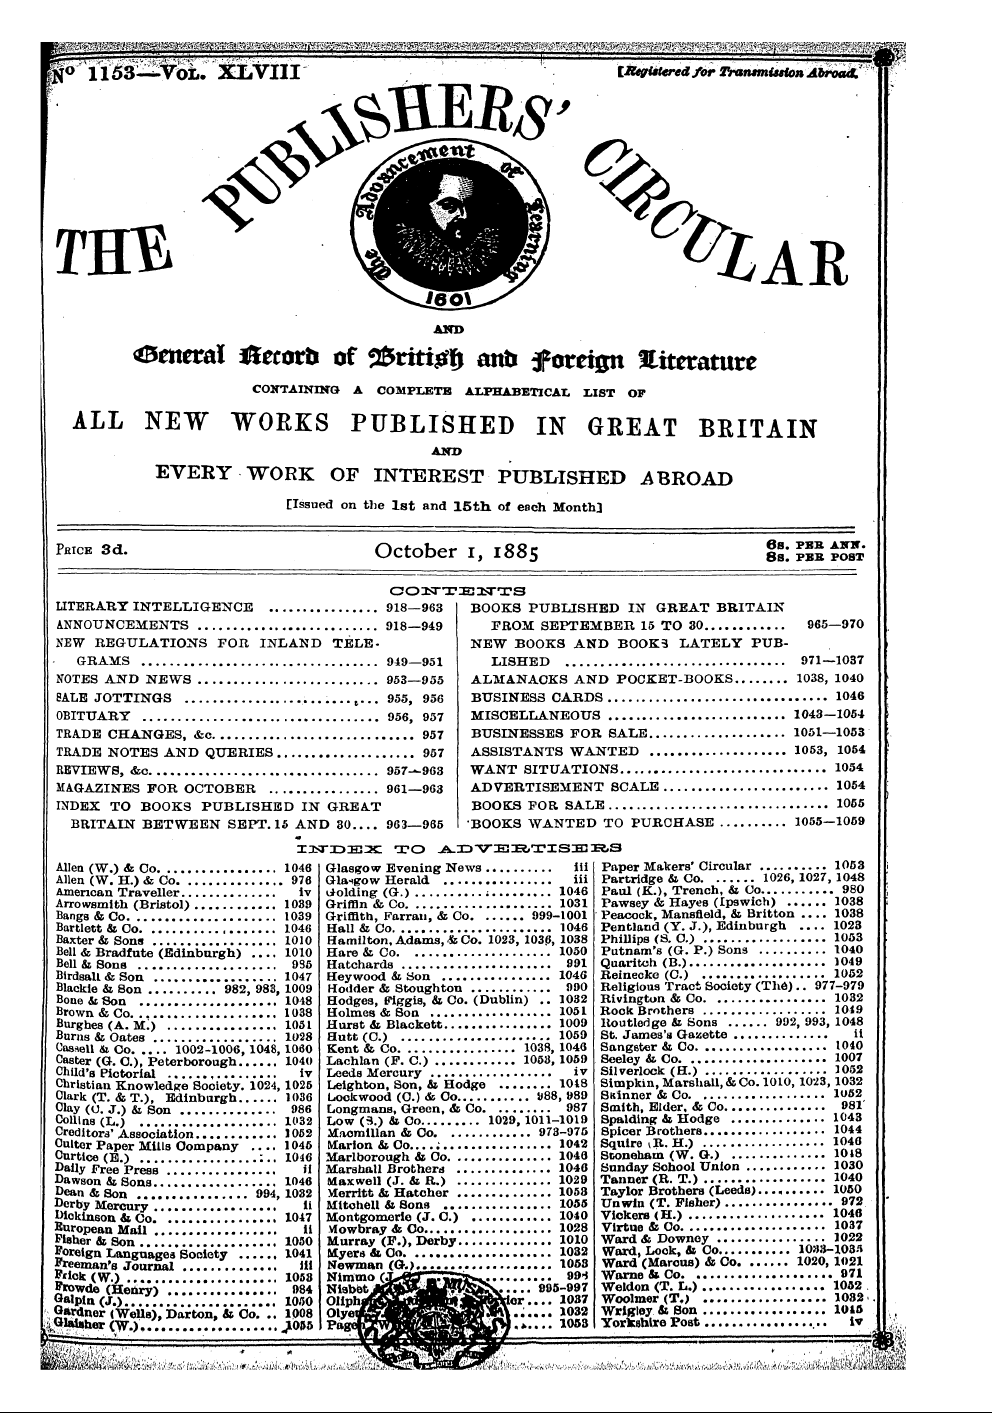 Nº 1153—VOL. XLVIII
[Registered for Transmission Abroad.
THE PUBLISHERS' CIRCULAR
The Advancement of Learning
1601
AND
General Record of British and Foreign Literature
CONTAINING A COMPLETE ALPHABETICAL LIST OF
ALL NEW WORKS PUBLISHED IN GREAT BRITAIN
AND
EVERY WORK OF INTEREST PUBLISHED ABROAD
[Issued on the 1st and 15th of each Month]
PRICE 3d.
October 1, 1885
6s. PER ANN.
8s. PER POST
CONTENTS
LITERARY INTELLIGENCE ................ 918—963
ANNOUNCEMENTS ........................... 918—949
NEW REGULATIONS FOR INLAND TELE-
GRAMS .................................. 949—951
NOTES AND NEWS ........................... 953—955
SALE JOTTINGS ............................ 955, 956
OBITUARY .................................. 956, 957
TRADE CHANGES, &c. ............................. 957
TRADE NOTES AND QUERIES .................... 957
REVIEWS, &c. ................................. 957—963
MAGAZINES FOR OCTOBER ................ 961—963
INDEX TO BOOKS PUBLISHED IN GREAT
BRITAIN BETWEEN SEPT. 15 AND 30.... 963—965
BOOKS PUBLISHED IN GREAT BRITAIN
FROM SEPTEMBER 15 TO 30............ 965—970
NEW BOOKS AND BOOKS LATELY PUB-
LISHED ................................ 971—1037
ALMANACKS AND POCKET-BOOKS........ 1038, 1040
BUSINESS CARDS ................................. 1046
MISCELLANEOUS .......................... 1043—1054
BUSINESSES FOR SALE.................... 1051—1053
ASSISTANTS WANTED .................... 1053, 1054
WANT SITUATIONS............................... 1054
ADVERTISEMENT SCALE ......................... 1054
BOOKS FOR SALE ................................. 1055
BOOKS WANTED TO PURCHASE .......... 1055—1059
INDEX TO ADVERTISERS
Allen (W.) & Co. ................ 1046
Allen (W. H.) & Co. .............. 976
American Traveller.............. iv
Arrowsmith (Bristol) ............ 1039
Bangs & Co. ..................... 1039
Bartlett & Co. ................... 1046
Baxter & Sons ................... 1010
Bell & Bradfute (Edinburgh) .... 1010
Bell & Sons ..................... 935
Birdsall & Son .................. 1047
Blackie & Son .......... 982, 983, 1009
Bone & Son ..................... 1048
Brown & Co. .................... 1038
Burghes (A. M.) ................ 1051
Burns & Oates .................. 1028
Cassell & Co. .... 1002-1006, 1048, 1060
Caster (G. C.), Peterborough...... 1040
Child's Pictorial ................ iv
Christian Knowledge Society. 1024, 1025
Clark (T. & T.), Edinburgh...... 1036
Clay (C. J.) & Son .............. 986
Collins (L.) .................... 1032
Creditors' Association............ 1052
Culter Paper Mills Company .... 1046
Curtice (E.) .................... 1046
Daily Free Press ................ ii
Dawson & Sons.................. 1046
Dean & Son ................ 994, 1032
Derby Mercury .................. ii
Dickinson & Co. ................ 1047
European Mail .................. ii
Fisher & Son .................... 1050
Foreign Languages Society ...... 1041
Freeman's Journal .............. iii
Frick (W.) ...................... 1053
Frowde (Henry) ................ 984
Galpin (J.)...................... 1050
Gardner (Wells), Darton, & Co. .. 1008
Glaisher (W.).................... 1055
Glasgow Evening News .......... iii
Glasgow Herald ................ iii
Golding (G.) .................... 1046
Griffin & Co. .................... 1031
Griffith, Farran, & Co. ...... 999-1001
Hall & Co. ...................... 1046
Hamilton, Adams, & Co. 1023, 1036, 1038
Hare & Co. ...................... 1050
Hatchards ...................... 991
Heywood & Son ................ 1046
Hodder & Stoughton ............ 990
Hodges, Figgis, & Co. (Dublin) .. 1032
Holmes & Son .................. 1051
Hurst & Blackett................ 1009
Hutt (C.) ........................ 1059
Kent & Co. ................ 1038, 1046
Lachlan (F. C.) ............ 1053, 1059
Leeds Mercury .................. iv
Leighton, Son, & Hodge ........ 1048
Lockwood (C.) & Co............ 988, 989
Longmans, Green, & Co. ........ 987
Low (S.) & Co......... 1029, 1011-1019
Macmillan & Co. ............ 973-975
Marion & Co..................... 1042
Marlborough & Co. .............. 1046
Marshall Brothers .............. 1046
Maxwell (J. & R.) .............. 1029
Merritt & Hatcher .............. 1053
Mitchell & Sons ................ 1055
Montgomerie (J. C.) ............ 1040
Mowbray & Co................... 1028
Murray (F.), Derby.............. 1010
Myers & Co. .................... 1032
Newman (G.).................... 1053
Nimmo (J.
Nisbet 995-997
Oliph 1037
Olive 1032
Page (W 1053
Paper Makers' Circular .......... 1053
Partridge & Co. ...... 1026, 1027, 1048
Paul (K.), Trench, & Co........... 980
Pawsey & Hayes (Ipswich) ...... 1038
Peacock, Mansfield, & Britton .... 1038
Pentland (Y. J.), Edinburgh .... 1023
Phillips (S. C.) .................. 1053
Putnam's (G. P.) Sons .......... 1040
Quaritch (B.).................... 1049
Reinecke (C.) .................. 1052
Religious Tract Society (The) .. 977-979
Rivington & Co. ................ 1032
Rock Brothers .................. 1049
Routledge & Sons ...... 992, 993, 1048
St. James's Gazette .............. ii
Sangster & Co. .................. 1040
Seeley & Co. .................... 1007
Silverlock (H.) .................. 1052
Simpkin, Marshall, & Co. 1010, 1023, 1032
Skinner & Co. .................. 1052
Smith, Elder, & Co............... 981
Spalding & Hodge .............. 1043
Spicer Brothers.................. 1044
Squire (R. H.) .................. 1046
Stoneham (W. G.) .............. 1048
Sunday School Union .......... 1030
Tanner (R. T.) .................. 1040
Taylor Brothers (Leeds).......... 1050
Unwin (T. Fisher) .............. 972
Vickers (H.) .................... 1046
Virtue & Co. .................... 1037
Ward & Downey ................ 1022
Ward, Lock, & Co.......... 1033-1035
Ward (Marcus) & Co. ...... 1020, 1021
Warne & Co. .................... 971
Weldon (T. L.).................. 1052
Woolmer (T.) .................. 1032
Wrigley & Son .................. 1045
Yorkshire Post .................. iv